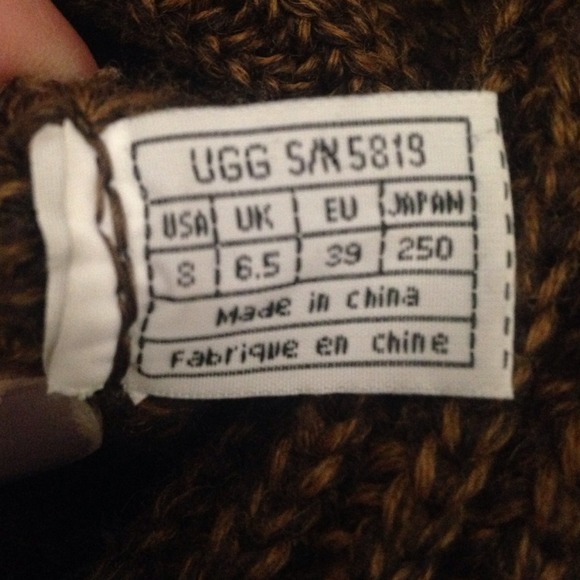 UGG S/N 5819
USA UK EU JAPAN
8 6.5 39 250
Made in china
Fabrique en chine